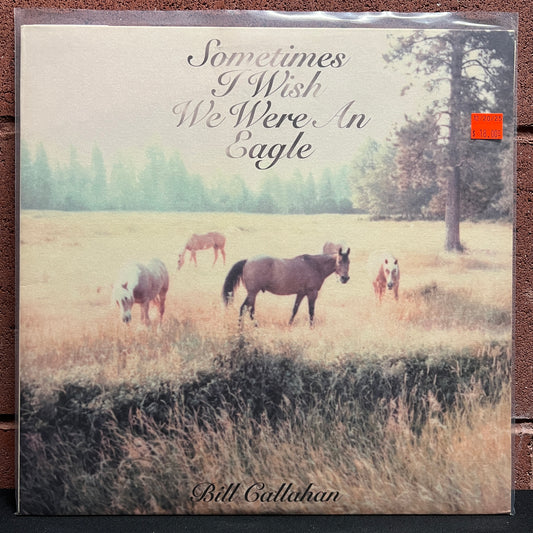 Sometimes
I Wish
We Were An
Eagle
Bill Callahan